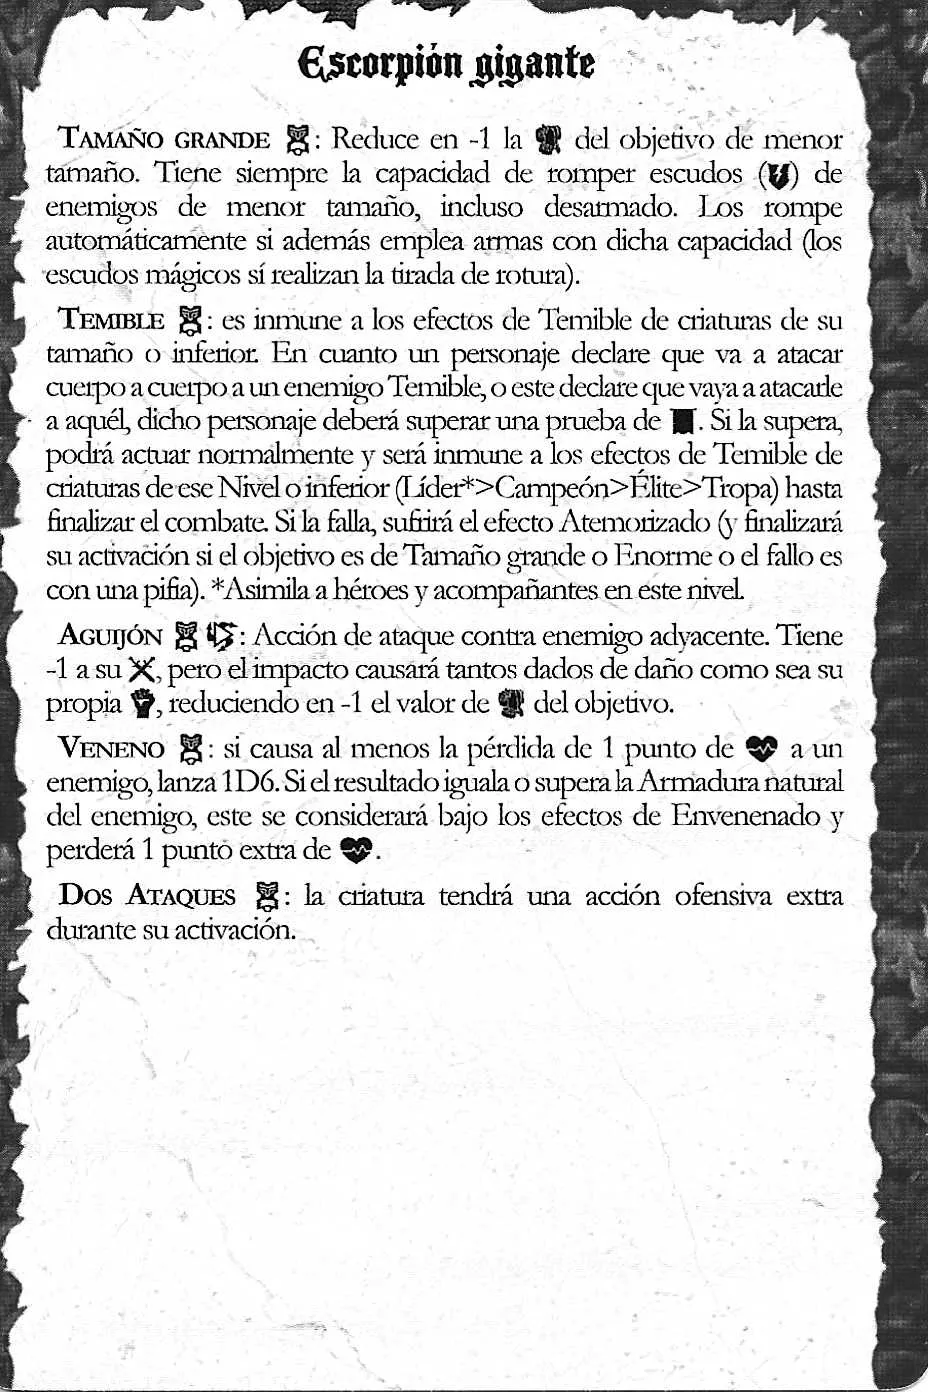 Escorpión gigante
TAMAÑO GRANDE : Reduce en -1 la del objetivo de menor
tamaño. Tiene siempre la capacidad de romper escudos ( ) de
enemigos de menor tamaño, incluso desarmado. Los rompe
automáticamente si además emplea armas con dicha capacidad (los
escudos mágicos sí realizan la tirada de rotura).
TEMIBLE : es inmune a los efectos de Temible de criaturas de su
tamaño o inferior. En cuanto un personaje declare que va a atacar
cuerpo a cuerpo a un enemigo Temible, o este declare que vaya a atacarle
a aquél, dicho personaje deberá superar una prueba de . Si la supera,
podrá actuar normalmente y será inmune a los efectos de Temible de
criaturas de ese Nivel o inferior (Líder*>Campeón>Élite>Tropa) hasta
finalizar el combate. Si la falla, sufrirá el efecto Atemorizado (y finalizará
su activación si el objetivo es de Tamaño grande o Enorme o el fallo es
con una pifia). *Asimila a héroes y acompañantes en este nivel.
AGUIJÓN : Acción de ataque contra enemigo adyacente. Tiene
-1 a su , pero el impacto causará tantos dados de daño como sea su
propia , reduciendo en -1 el valor de del objetivo.
VENENO : si causa al menos la pérdida de 1 punto de a un
enemigo, lanza 1D6. Si el resultado iguala o supera la Armadura natural
del enemigo, este se considerará bajo los efectos de Envenenado y
perderá 1 punto extra de .
DOS ATAQUES : la criatura tendrá una acción ofensiva extra
durante su activación.